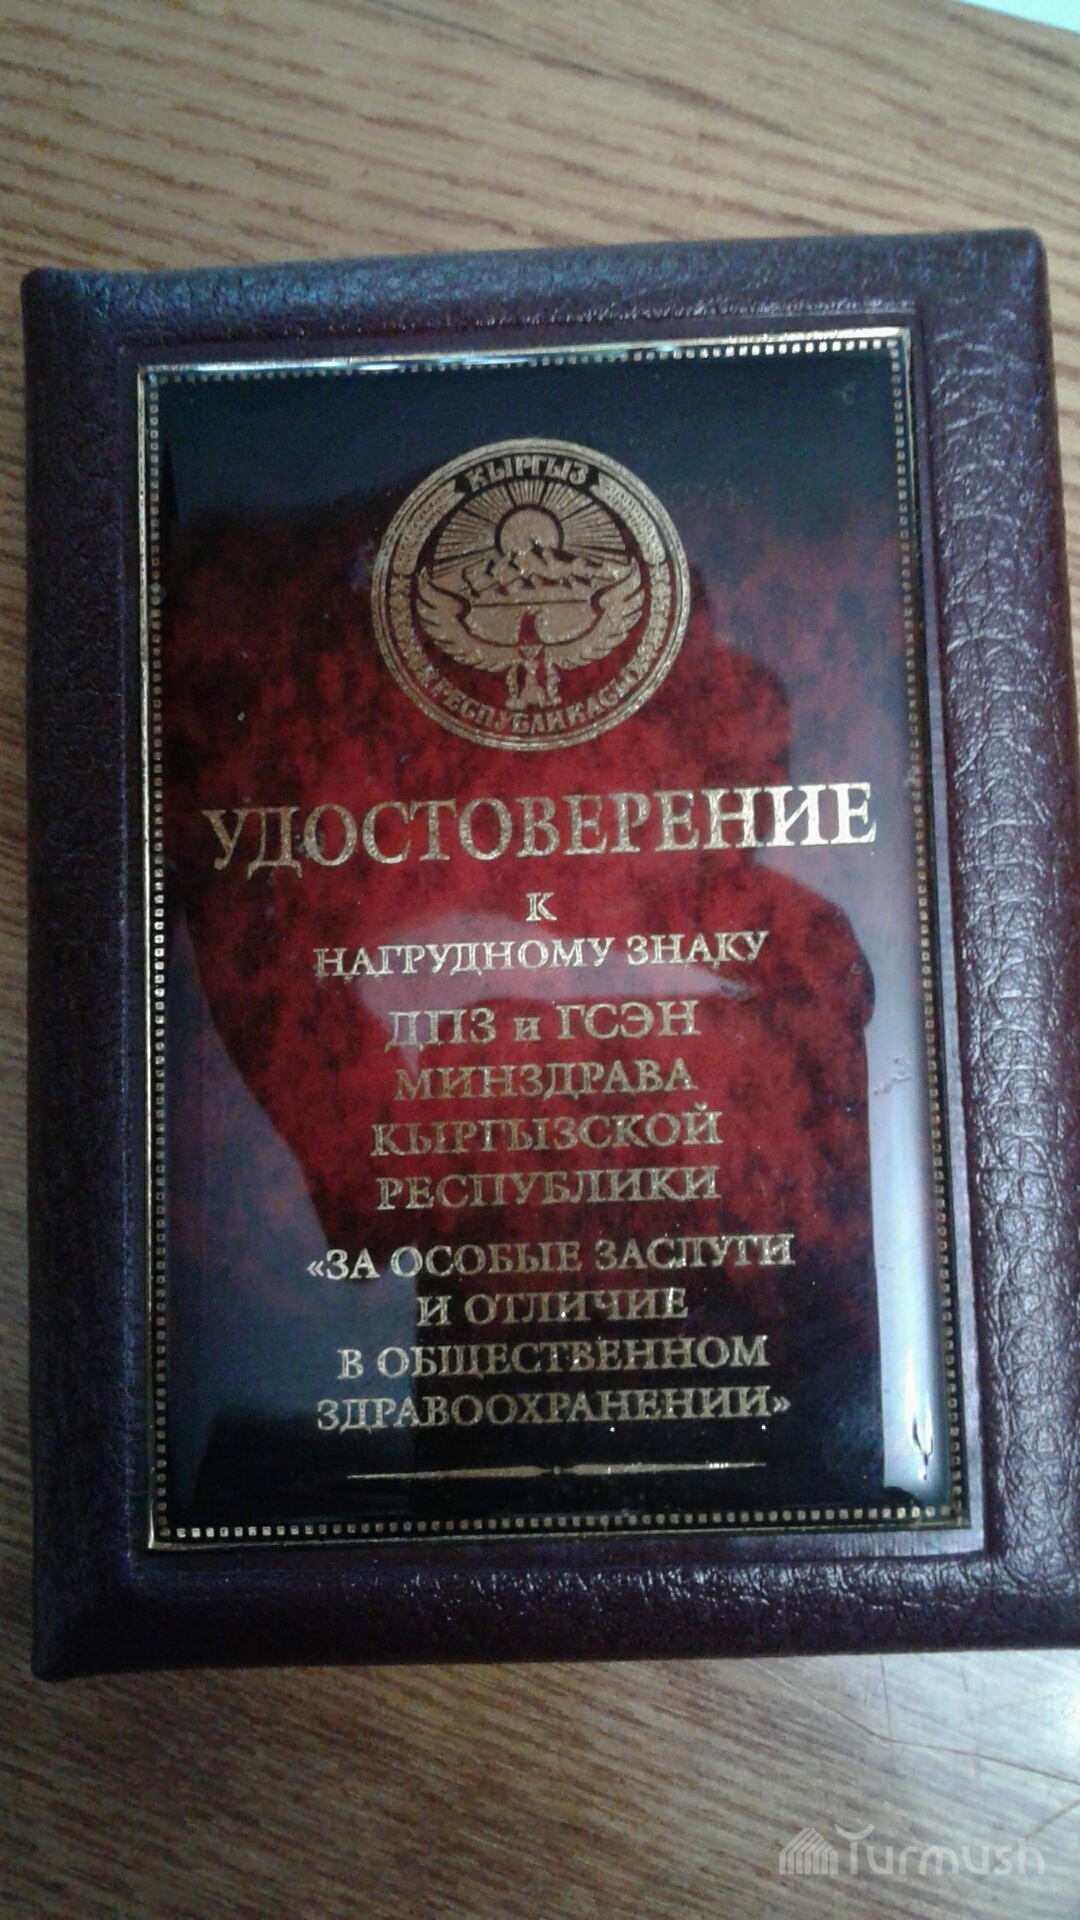 КЫРГЫЗ
РЕСПУБЛИКАСЫ
УДОСТОВЕРЕНИЕ
К
НАГРУДНОМУ ЗНАКУ
ДПЗ и ГСЭН
МИНЗДРАВА
КЫРГЫЗСКОЙ
РЕСПУБЛИКИ
«ЗА ОСОБЫЕ ЗАСЛУГИ
И ОТЛИЧИЕ
В ОБЩЕСТВЕННОМ
ЗДРАВООХРАНЕНИИ»
Turmush